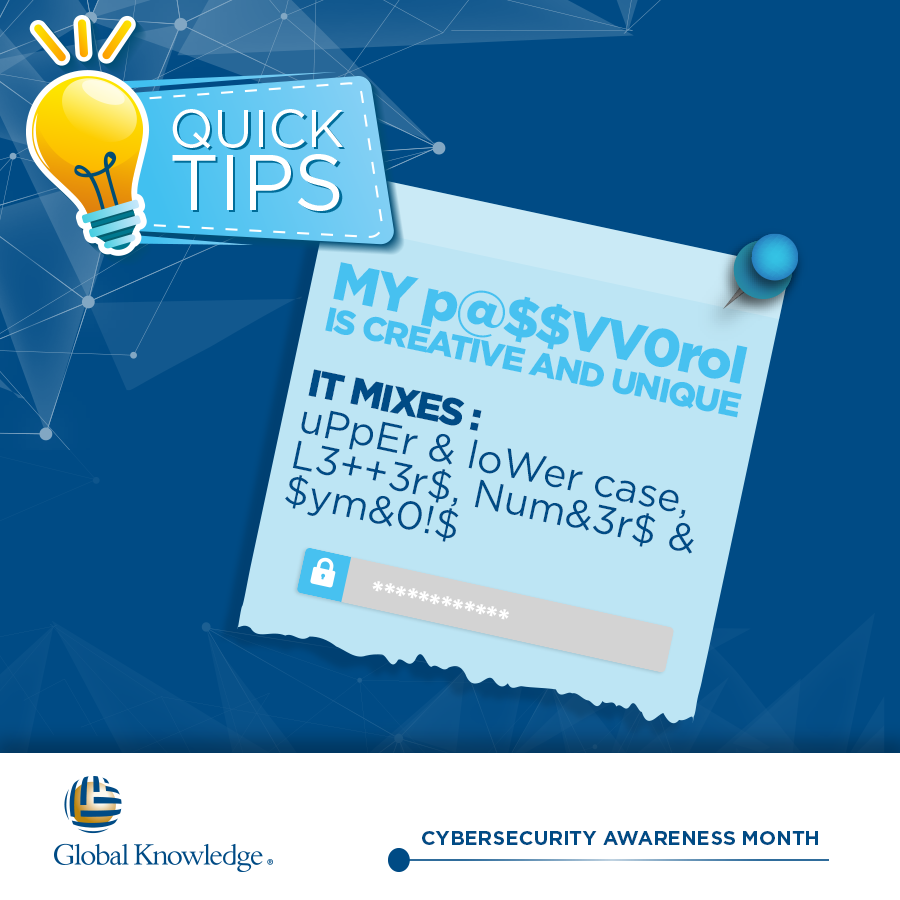 QUICK
TIPS
MY p@$$VV0rol
IS CREATIVE AND UNIQUE
IT MIXES :
uPpEr & loWer case,
L3++3r$, Num&3r$ &
$ym&0!$
************
Global Knowledge®
CYBERSECURITY AWARENESS MONTH